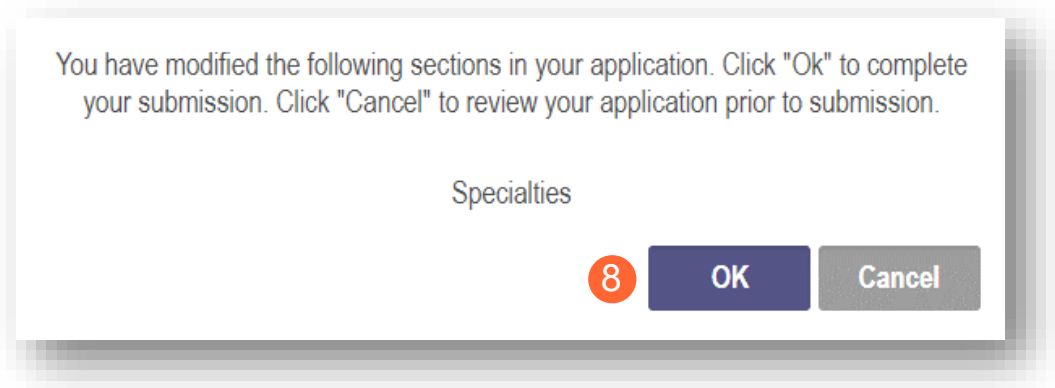 You have modified the following sections in your application. Click "Ok" to complete
your submission. Click "Cancel" to review your application prior to submission.
Specialties
8 OK Cancel